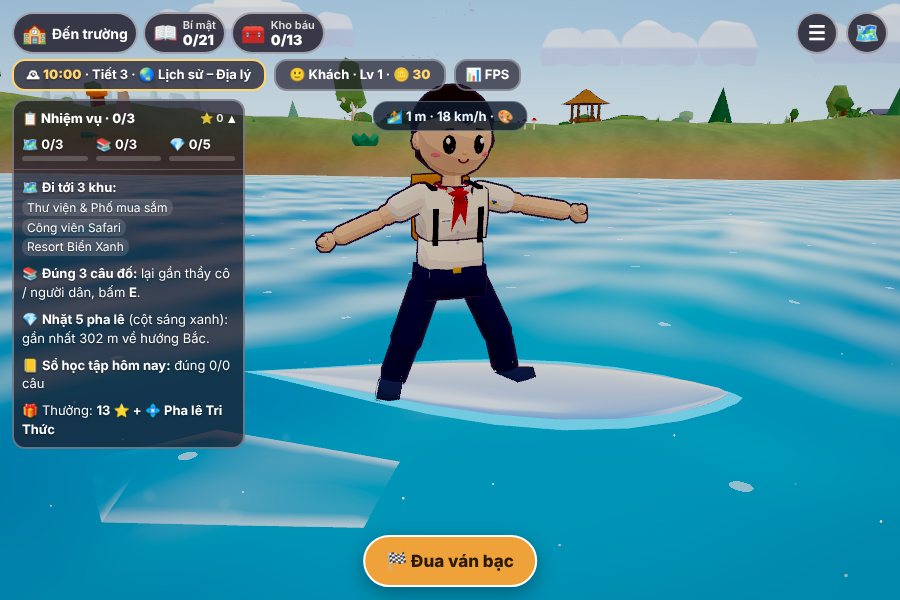 Đến trường
Bí mật
0/21
Kho báu
0/13
10:00 · Tiết 3 · Lịch sử – Địa lý
Khách · Lv 1 · 30
FPS
Nhiệm vụ · 0/3
0 ▲
0/3 0/3 0/5
1 m · 18 km/h ·
Đi tới 3 khu:
Thư viện & Phố mua sắm
Công viên Safari
Resort Biển Xanh
Đúng 3 câu đố: lại gần thầy cô
/ người dân, bấm E.
Nhặt 5 pha lê (cột sáng xanh):
gần nhất 302 m về hướng Bắc.
Sổ học tập hôm nay: đúng 0/0
câu
Thưởng: 13 + Pha lê Tri
Thức
Đua ván bạc